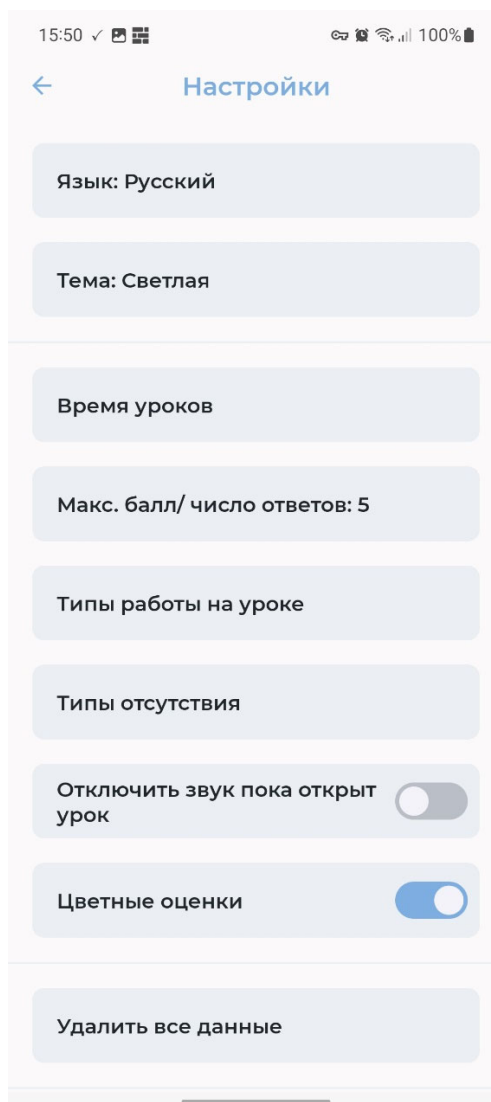 15:50 100%
Настройки
Язык: Русский
Тема: Светлая
Время уроков
Макс. балл/ число ответов: 5
Типы работы на уроке
Типы отсутствия
Отключить звук пока открыт
урок
Цветные оценки
Удалить все данные